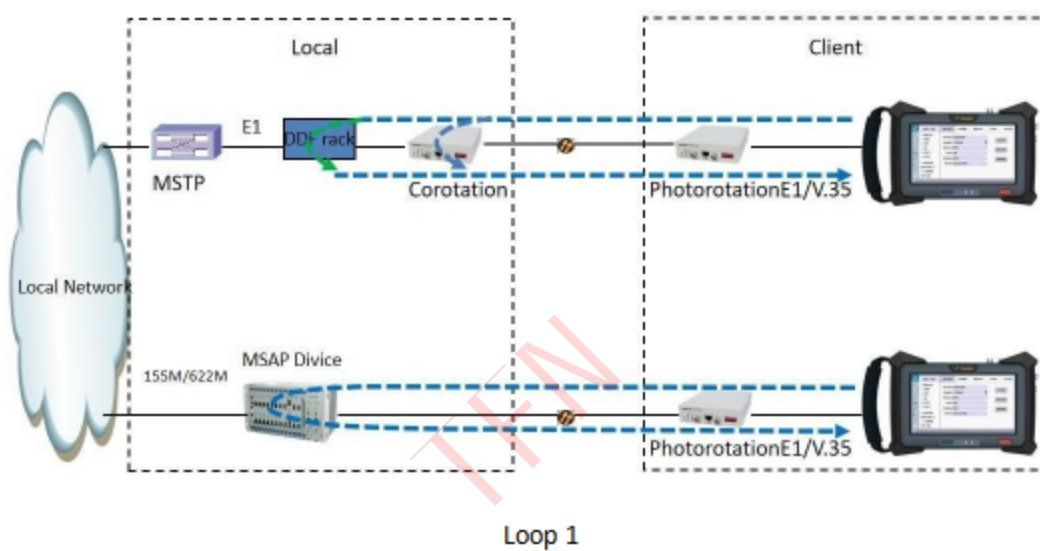 Local
Client
E1
DDF rack
MSTP
Corotation
PhotorotationE1/V.35
Local Network
MSAP Divice
155M/622M
PhotorotationE1/V.35
TFN
Loop 1